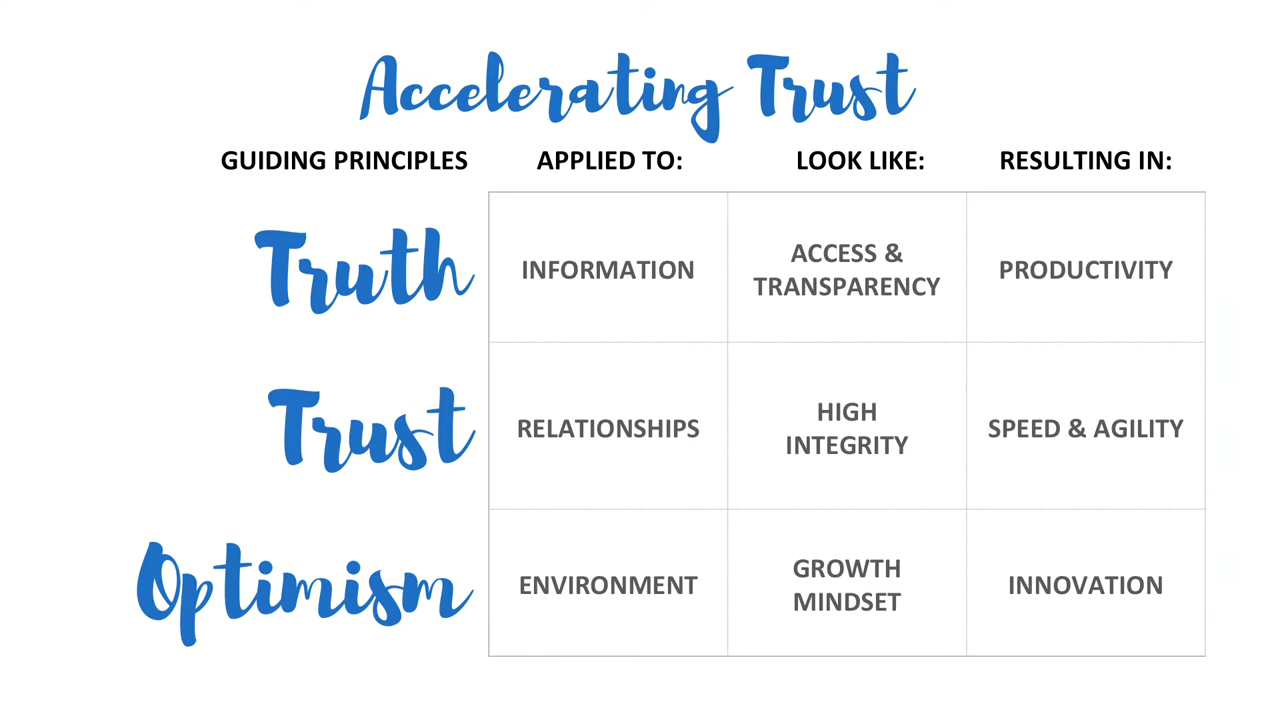 Accelerating Trust
GUIDING PRINCIPLES APPLIED TO: LOOK LIKE: RESULTING IN:
Truth
INFORMATION
ACCESS &
TRANSPARENCY
PRODUCTIVITY
Trust
RELATIONSHIPS
HIGH
INTEGRITY
SPEED & AGILITY
Optimism
ENVIRONMENT
GROWTH
MINDSET
INNOVATION